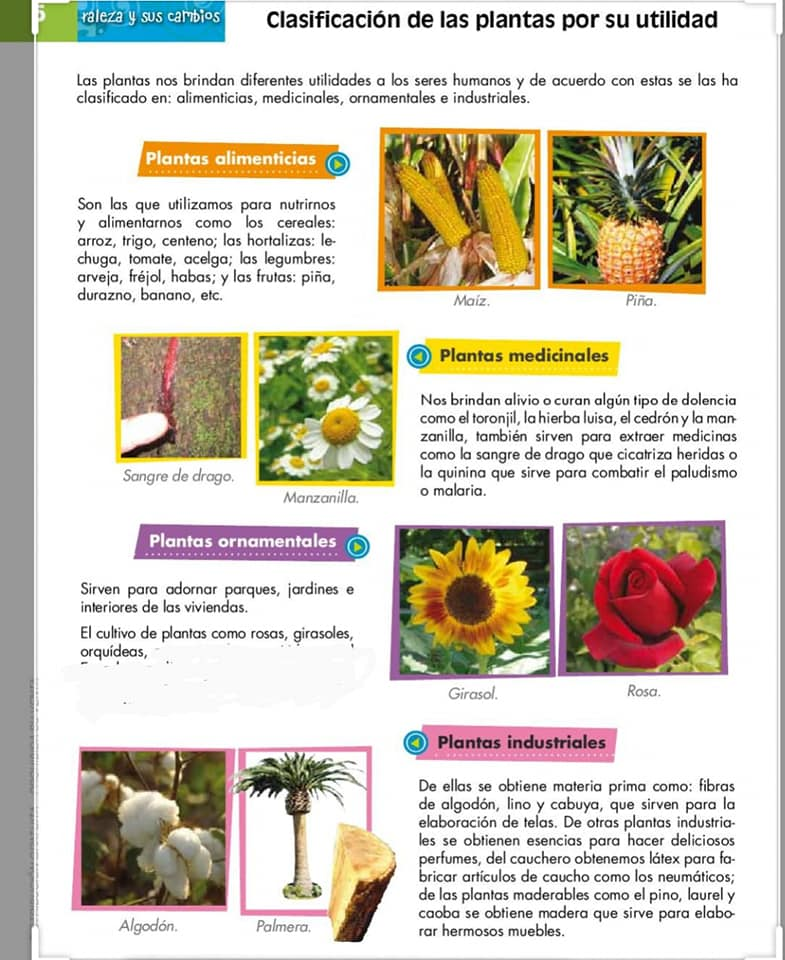 raleza y sus cambios
Clasificación de las plantas por su utilidad
Las plantas nos brindan diferentes utilidades a los seres humanos y de acuerdo con estas se las ha
clasificado en: alimenticias, medicinales, ornamentales e industriales.
Plantas alimenticias
Son las que utilizamos para nutrirnos
y alimentarnos como los cereales:
arroz, trigo, centeno; las hortalizas: le-
chuga, tomate, acelga; las legumbres:
arveja, fréjol, habas; y las frutas: piña,
durazno, banano, etc.
Maíz.
Piña.
Sangre de drago.
Manzanilla.
Plantas medicinales
Nos brindan alivio o curan algún tipo de dolencia
como el toronjil, la hierba luisa, el cedrón y la man-
zanilla, también sirven para extraer medicinas
como la sangre de drago que cicatriza heridas o
la quinina que sirve para combatir el paludismo
o malaria.
Plantas ornamentales
Sirven para adornar parques, jardines e
interiores de las viviendas.
El cultivo de plantas como rosas, girasoles,
orquídeas,
Girasol.
Rosa.
Algodón.
Palmera.
Plantas industriales
De ellas se obtiene materia prima como: fibras
de algodón, lino y cabuya, que sirven para la
elaboración de telas. De otras plantas industria-
les se obtienen esencias para hacer deliciosos
perfumes, del cauchero obtenemos látex para fa-
bricar artículos de caucho como los neumáticos;
de las plantas maderables como el pino, laurel y
caoba se obtiene madera que sirve para elabo-
rar hermosos muebles.